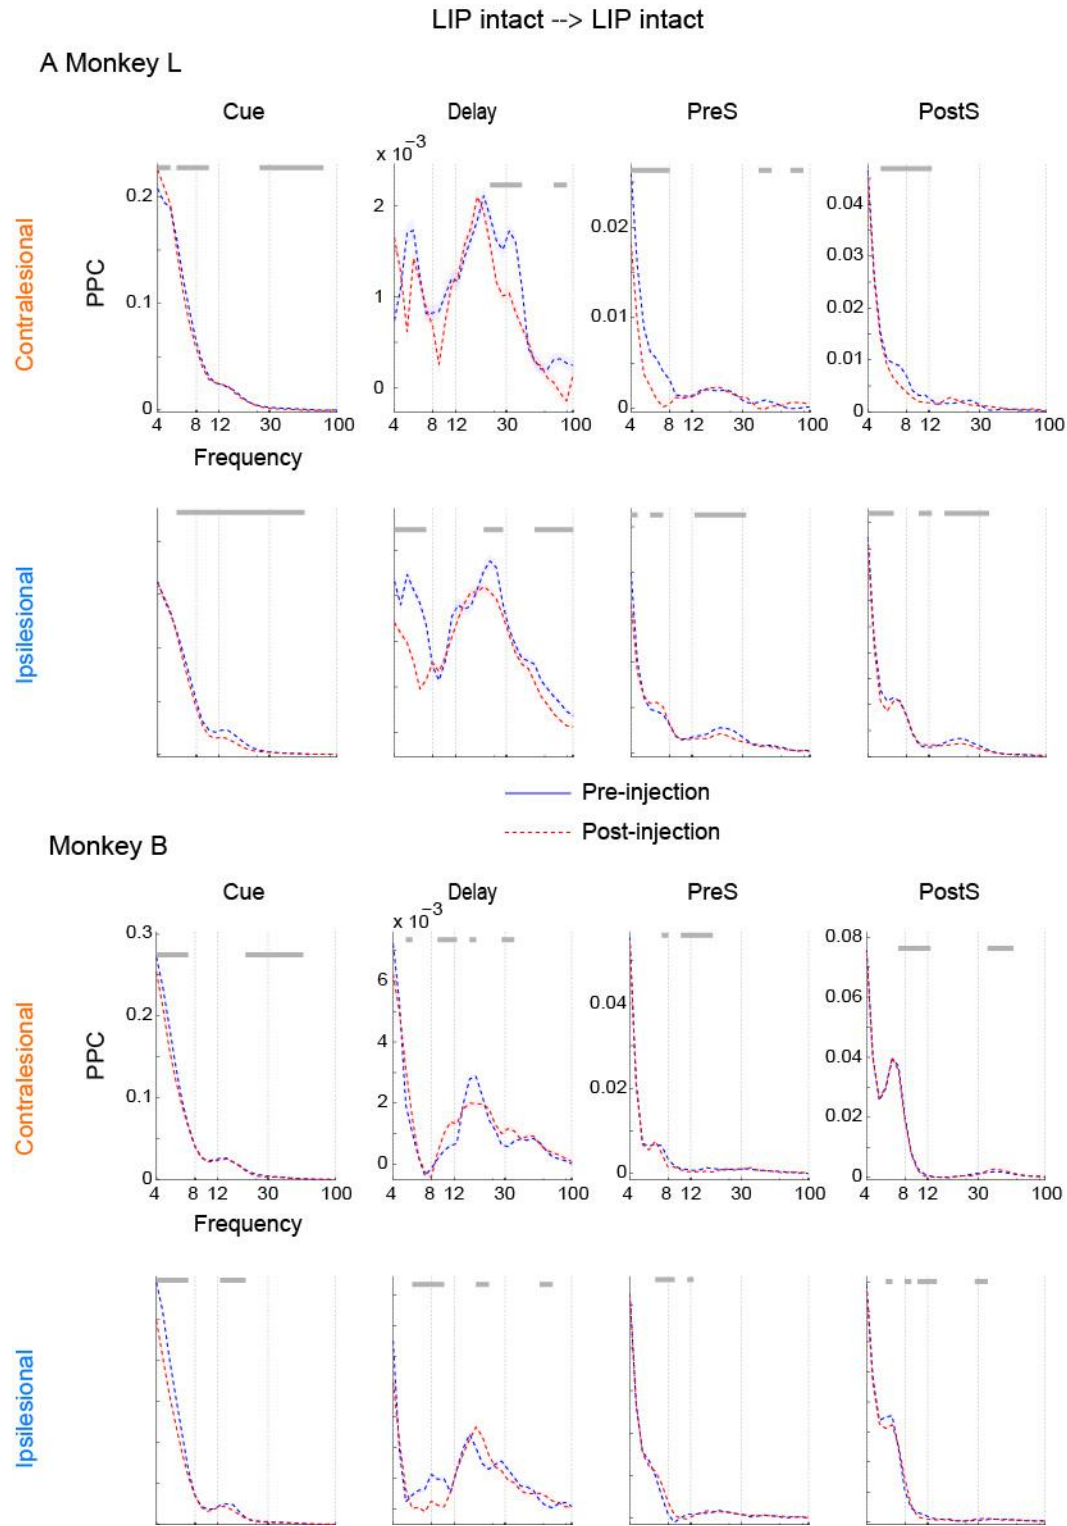 LIP intact --> LIP intact
A Monkey L
Cue Delay PreS PostS
x 10⁻³
Contralesional
PPC
0.2
0.1
0
2
1
0
0.02
0.01
0
0.04
0.03
0.02
0.01
0
4 8 12 30 100 4 8 12 30 100 4 8 12 30 100 4 8 12 30 100
Frequency
Ipsilesional
Pre-injection
Post-injection
Monkey B
Cue Delay PreS PostS
x 10⁻³
Contralesional
PPC
0.3
0.2
0.1
0
6
4
2
0
0.04
0.02
0
0.08
0.06
0.04
0.02
0
4 8 12 30 100 4 8 12 30 100 4 8 12 30 100 4 8 12 30 100
Frequency
Ipsilesional